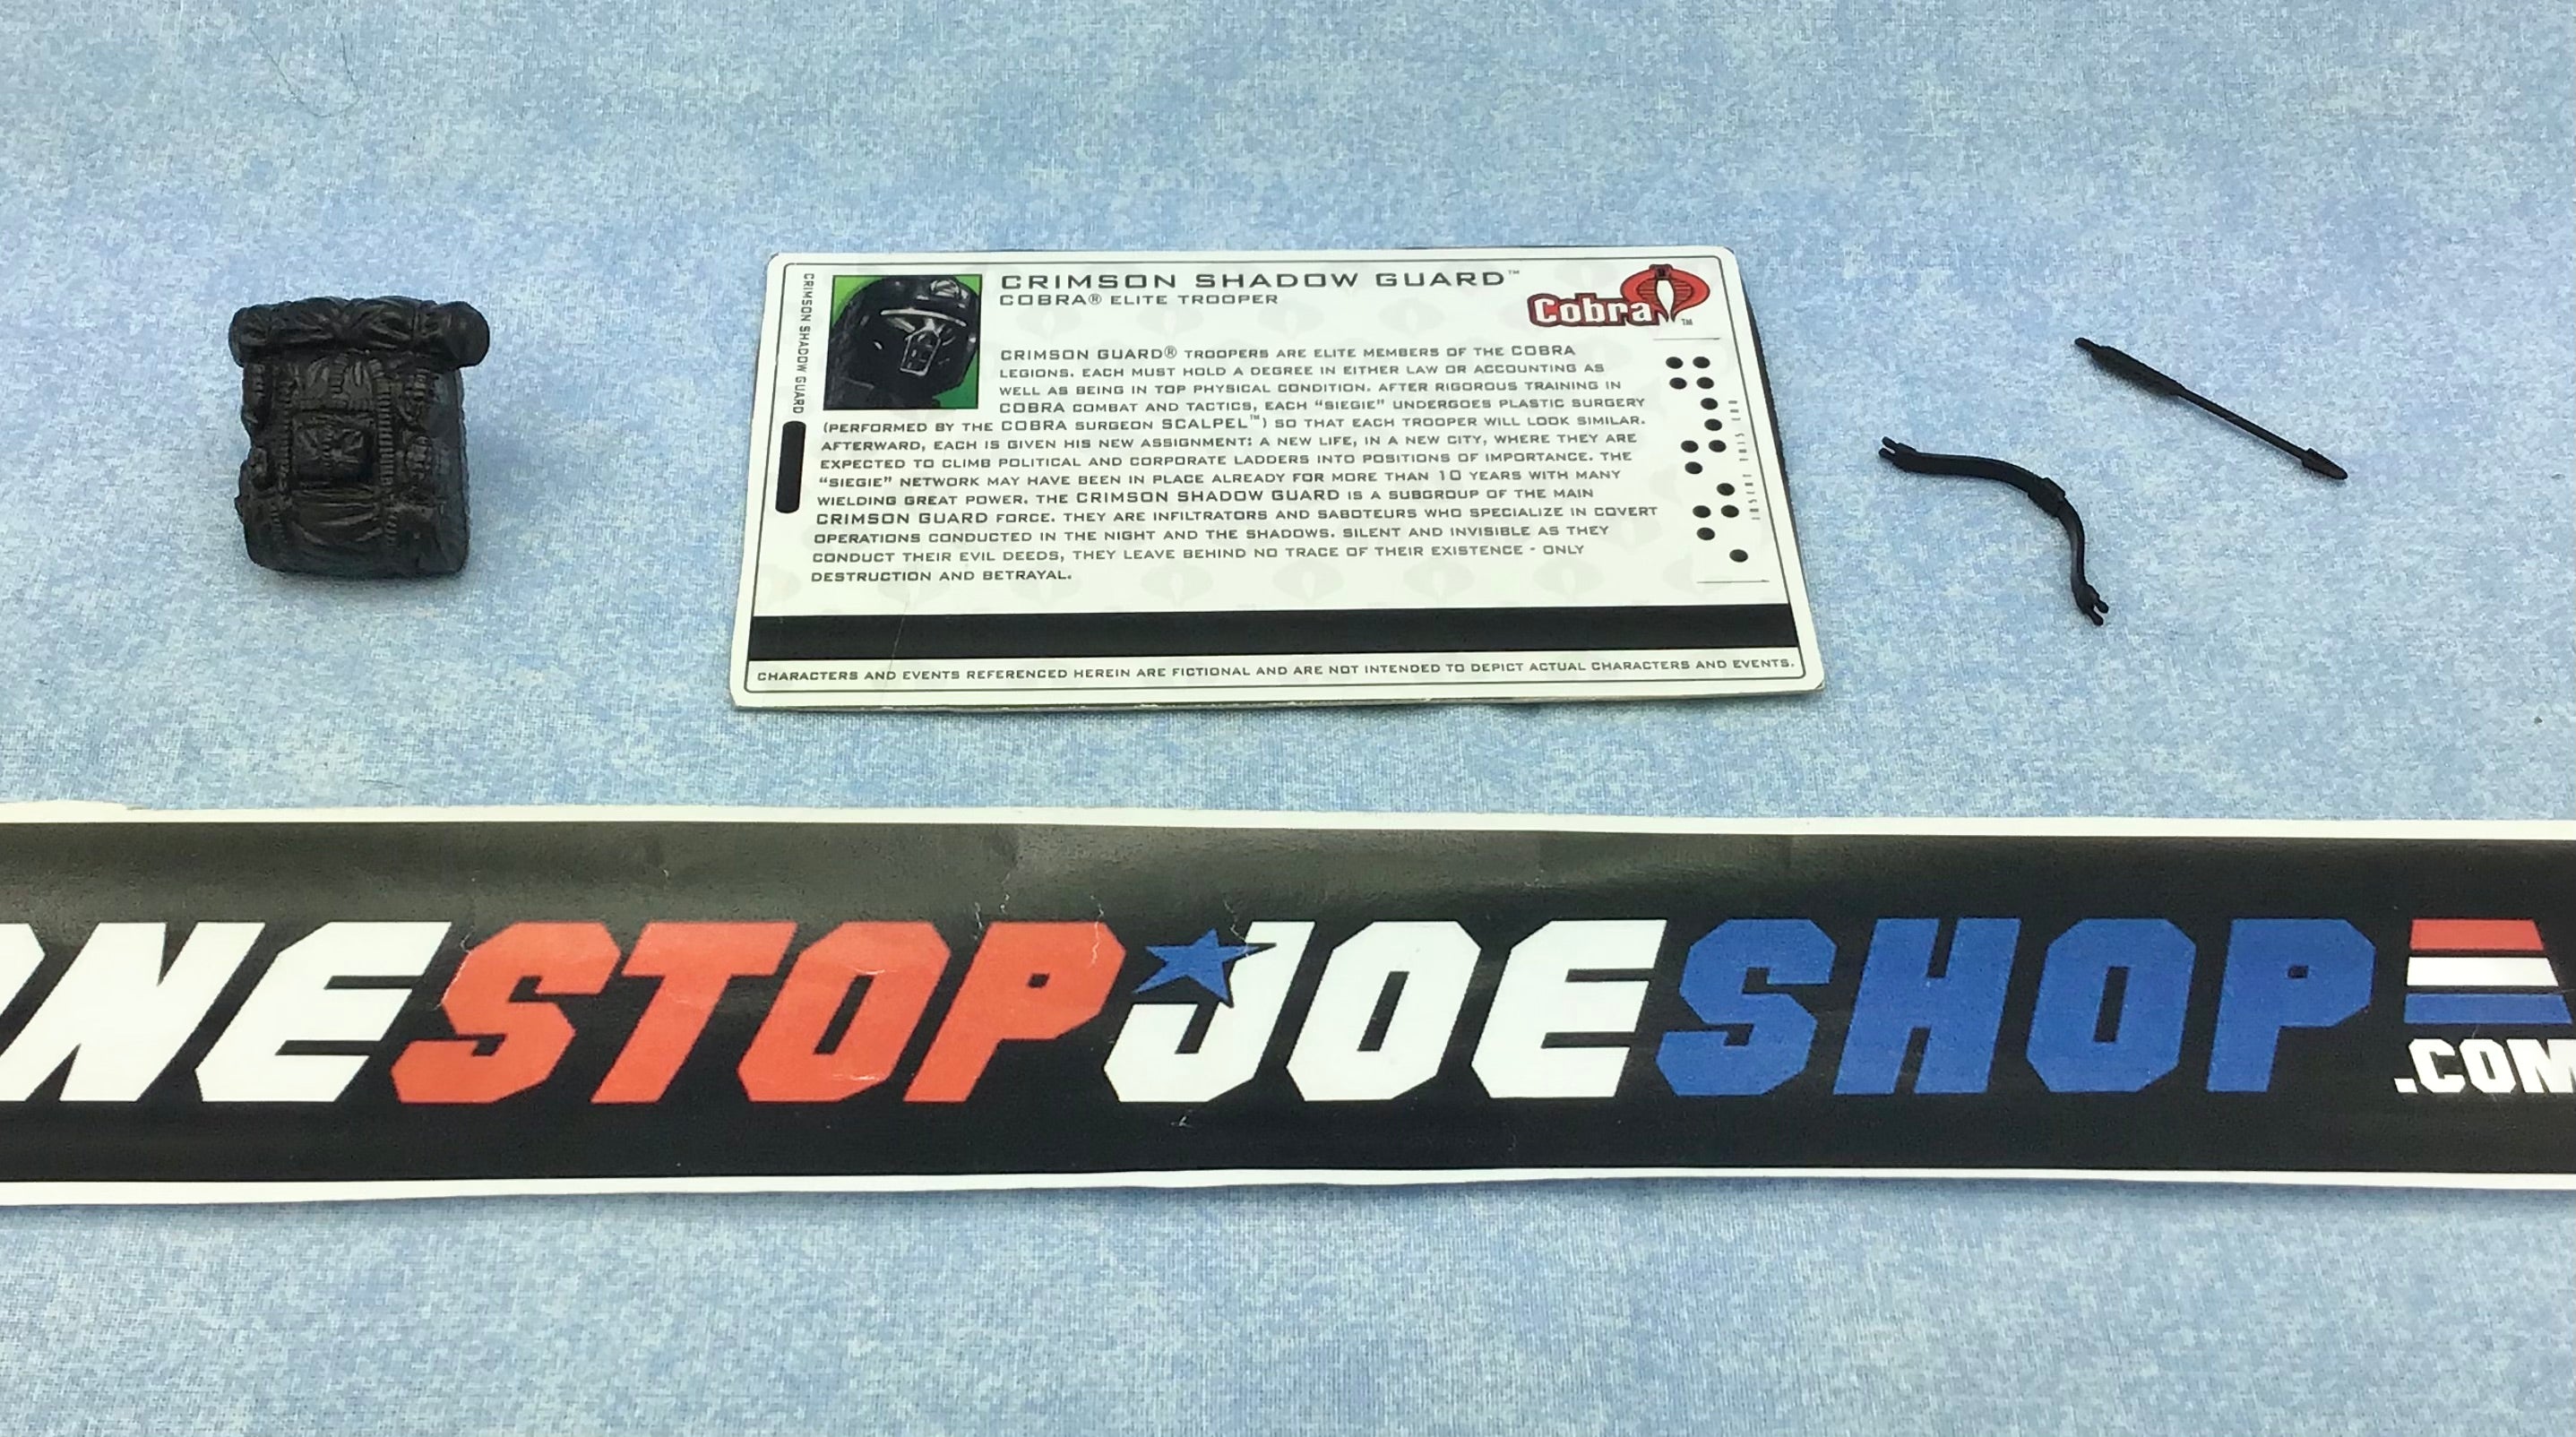 CRIMSON SHADOW GUARD
CRIMSON SHADOW GUARD™
COBRA® ELITE TROOPER
Cobra™
CRIMSON GUARD® TROOPERS ARE ELITE MEMBERS OF THE COBRA
LEGIONS. EACH MUST HOLD A DEGREE IN EITHER LAW OR ACCOUNTING AS
WELL AS BEING IN TOP PHYSICAL CONDITION. AFTER RIGOROUS TRAINING IN
COBRA COMBAT AND TACTICS, EACH “SIEGIE” UNDERGOES PLASTIC SURGERY
(PERFORMED BY THE COBRA SURGEON SCALPEL™) SO THAT EACH TROOPER WILL LOOK SIMILAR.
AFTERWARD, EACH IS GIVEN HIS NEW ASSIGNMENT: A NEW LIFE, IN A NEW CITY, WHERE THEY ARE
EXPECTED TO CLIMB POLITICAL AND CORPORATE LADDERS INTO POSITIONS OF IMPORTANCE. THE
“SIEGIE” NETWORK MAY HAVE BEEN IN PLACE ALREADY FOR MORE THAN 10 YEARS WITH MANY
WIELDING GREAT POWER. THE CRIMSON SHADOW GUARD IS A SUBGROUP OF THE MAIN
CRIMSON GUARD FORCE. THEY ARE INFILTRATORS AND SABOTEURS WHO SPECIALIZE IN COVERT
OPERATIONS CONDUCTED IN THE NIGHT AND THE SHADOWS. SILENT AND INVISIBLE AS THEY
CONDUCT THEIR EVIL DEEDS, THEY LEAVE BEHIND NO TRACE OF THEIR EXISTENCE - ONLY
DESTRUCTION AND BETRAYAL.
INSERT THIS END
CHARACTERS AND EVENTS REFERENCED HEREIN ARE FICTIONAL AND ARE NOT INTENDED TO DEPICT ACTUAL CHARACTERS AND EVENTS.
ONESTOPJOESHOP
.COM